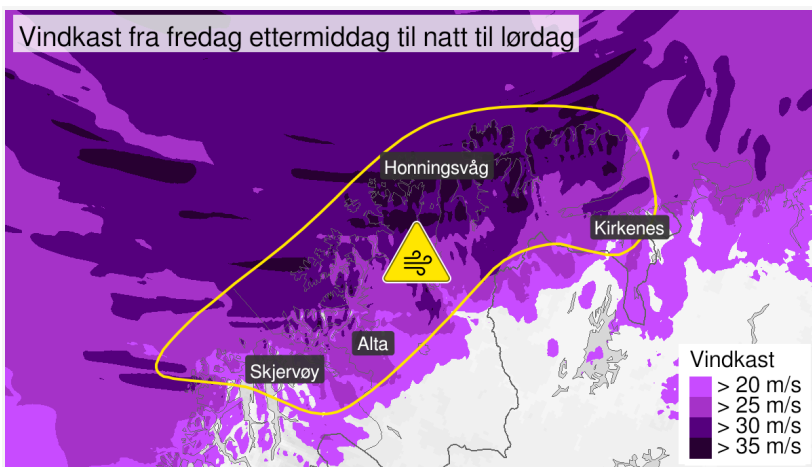 Vindkast fra fredag ettermiddag til natt til lørdag
Honningsvåg
Kirkenes
Alta
Skjervøy
Vindkast
> 20 m/s
> 25 m/s
> 30 m/s
> 35 m/s